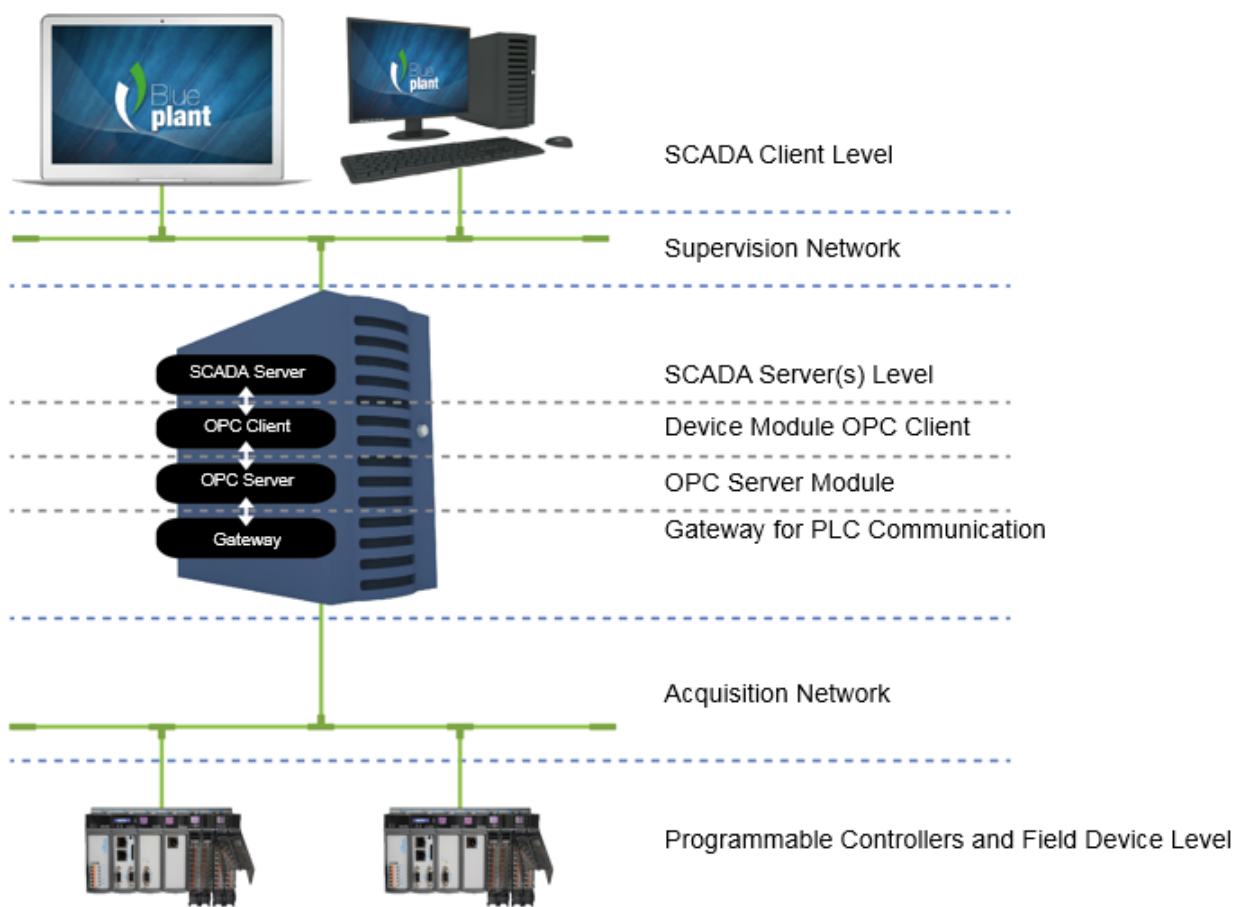 Blue
plant
Blue
plant
SCADA Client Level
Supervision Network
SCADA Server
SCADA Server(s) Level
OPC Client
Device Module OPC Client
OPC Server
OPC Server Module
Gateway
Gateway for PLC Communication
Acquisition Network
Programmable Controllers and Field Device Level